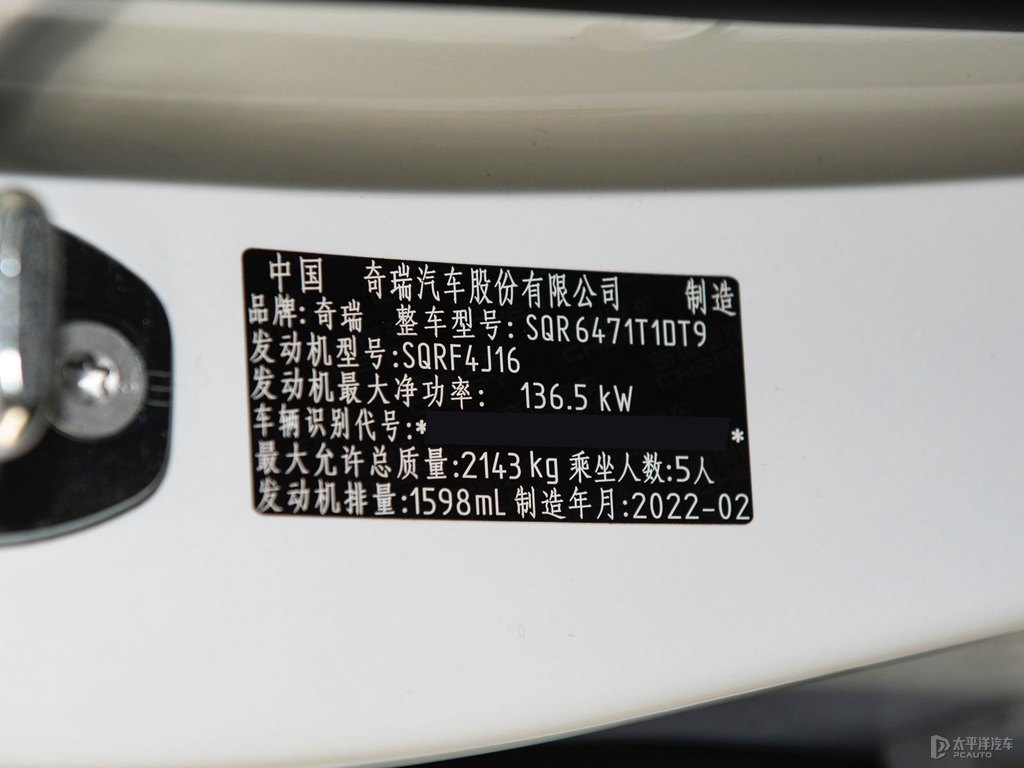 中国 奇瑞汽车股份有限公司 制造
品牌:奇瑞 整车型号:SQR6471T1DT9
发动机型号:SQRF4J16
发动机最大净功率: 136.5 kW
车辆识别代号:* *
最大允许总质量:2143kg 乘坐人数:5人
发动机排量:1598mL 制造年月:2022-02
太平洋汽车
PCAUTO